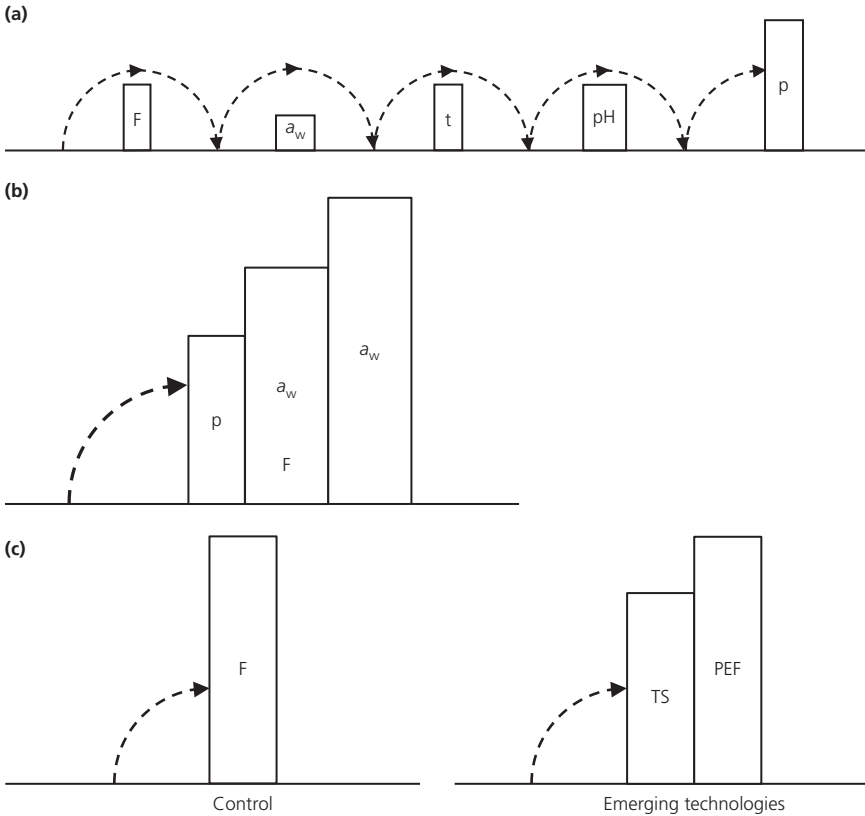 (a)
F
a_w
t
pH
p
(b)
p
a_w
F
a_w
(c)
F
Control
TS
PEF
Emerging technologies